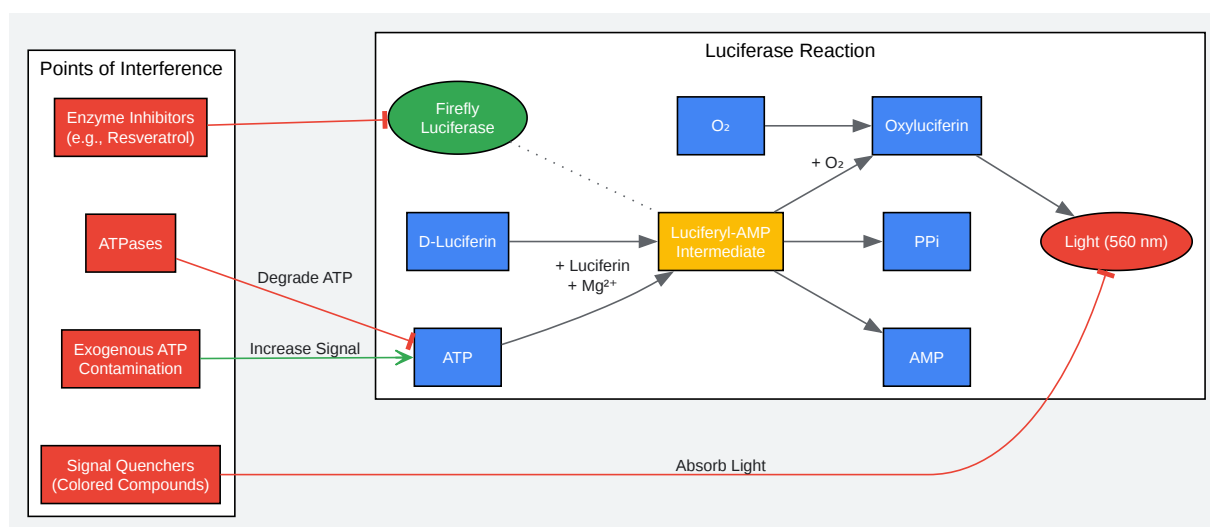 Points of Interference
Enzyme Inhibitors
(e.g., Resveratrol)
ATPases
Exogenous ATP
Contamination
Signal Quenchers
(Colored Compounds)
Degrade ATP
Increase Signal
Absorb Light
Luciferase Reaction
Firefly
Luciferase
O₂
Oxyluciferin
+ O₂
D-Luciferin
Luciferyl-AMP
Intermediate
PPi
Light (560 nm)
+ Luciferin
+ Mg²⁺
ATP
AMP